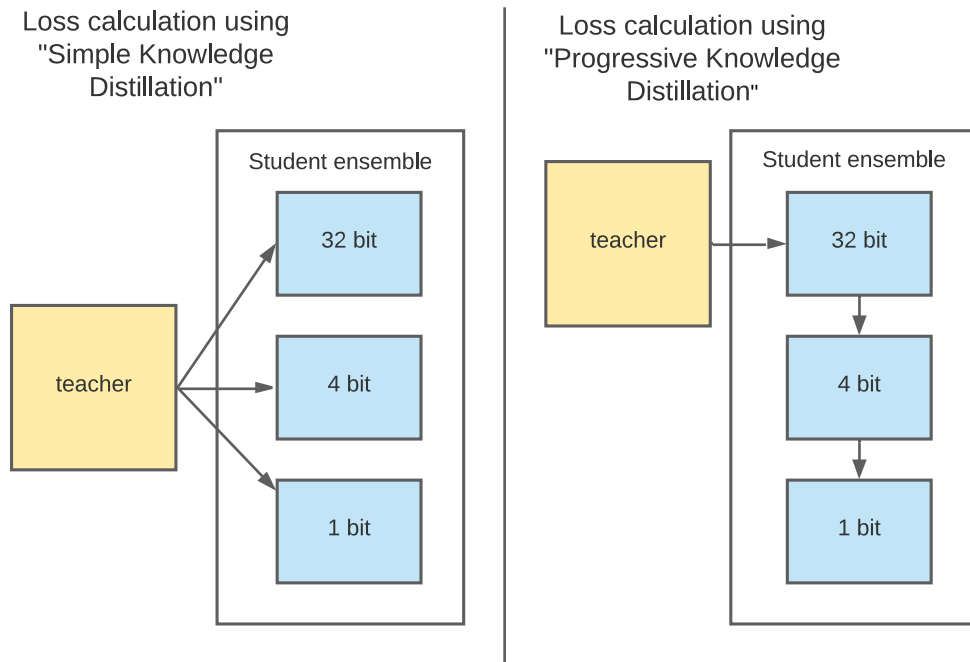 Loss calculation using
"Simple Knowledge
Distillation"
Student ensemble
32 bit
teacher
4 bit
1 bit
Loss calculation using
"Progressive Knowledge
Distillation"
Student ensemble
teacher
32 bit
4 bit
1 bit